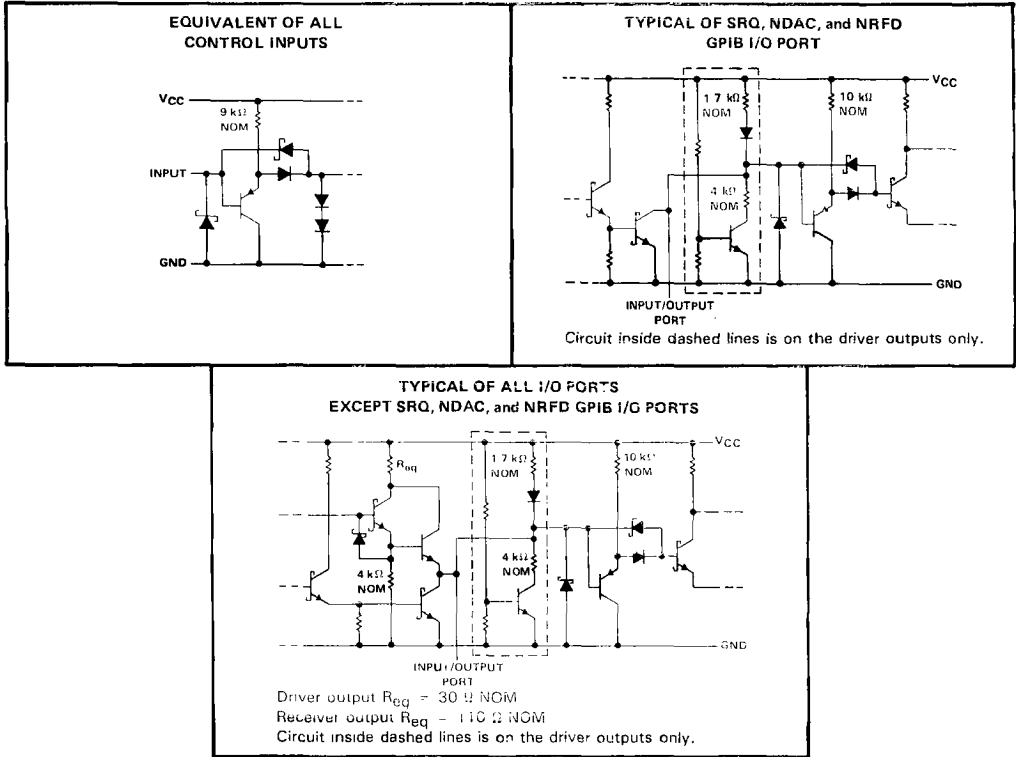 EQUIVALENT OF ALL
CONTROL INPUTS
VCC
9 kΩ
NOM
INPUT
GND
TYPICAL OF SRQ, NDAC, and NRFD
GPIB I/O PORT
VCC
1 7 kΩ
NOM
10 kΩ
NOM
4 kΩ
NOM
GND
INPUT/OUTPUT
PORT
Circuit inside dashed lines is on the driver outputs only.
TYPICAL OF ALL I/O PORTS
EXCEPT SRQ, NDAC, and NRFD GPIB I/O PORTS
VCC
Req
1 7 kΩ
NOM
10 kΩ
NOM
4 kΩ
NOM
4 kΩ
NOM
GND
INPUT/OUTPUT
PORT
Driver output Req = 30 Ω NOM
Receiver output Req = 110 Ω NOM
Circuit inside dashed lines is on the driver outputs only.